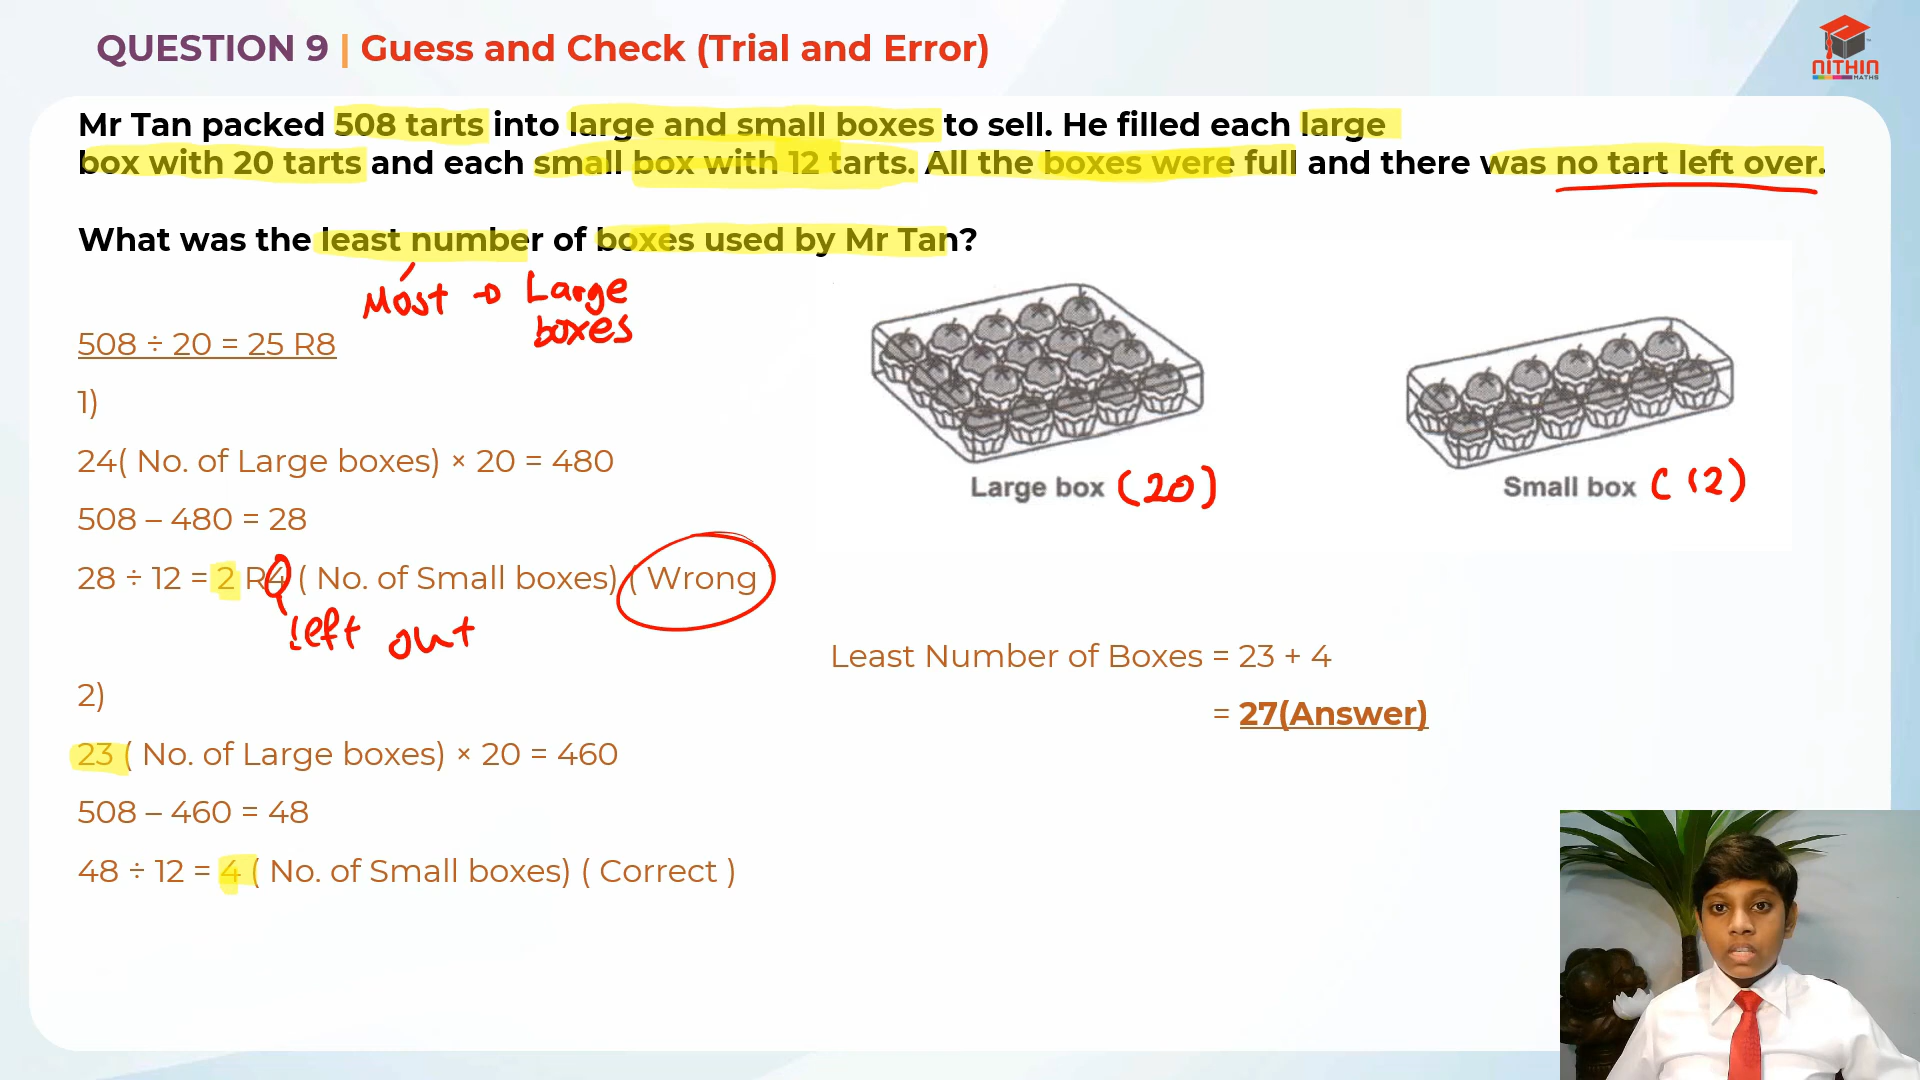 QUESTION 9 | Guess and Check (Trial and Error)
NITHIN
MATHS
Mr Tan packed 508 tarts into large and small boxes to sell. He filled each large
box with 20 tarts and each small box with 12 tarts. All the boxes were full and there was no tart left over.
What was the least number of boxes used by Mr Tan?
Most → Large
boxes
508 ÷ 20 = 25 R8
1)
24( No. of Large boxes) × 20 = 480
508 – 480 = 28
28 ÷ 12 = 2 R4 ( No. of Small boxes) ( Wrong
left out
2)
23 ( No. of Large boxes) × 20 = 460
508 – 460 = 48
48 ÷ 12 = 4 ( No. of Small boxes) ( Correct )
Large box (20)
Small box (12)
Least Number of Boxes = 23 + 4
= 27(Answer)